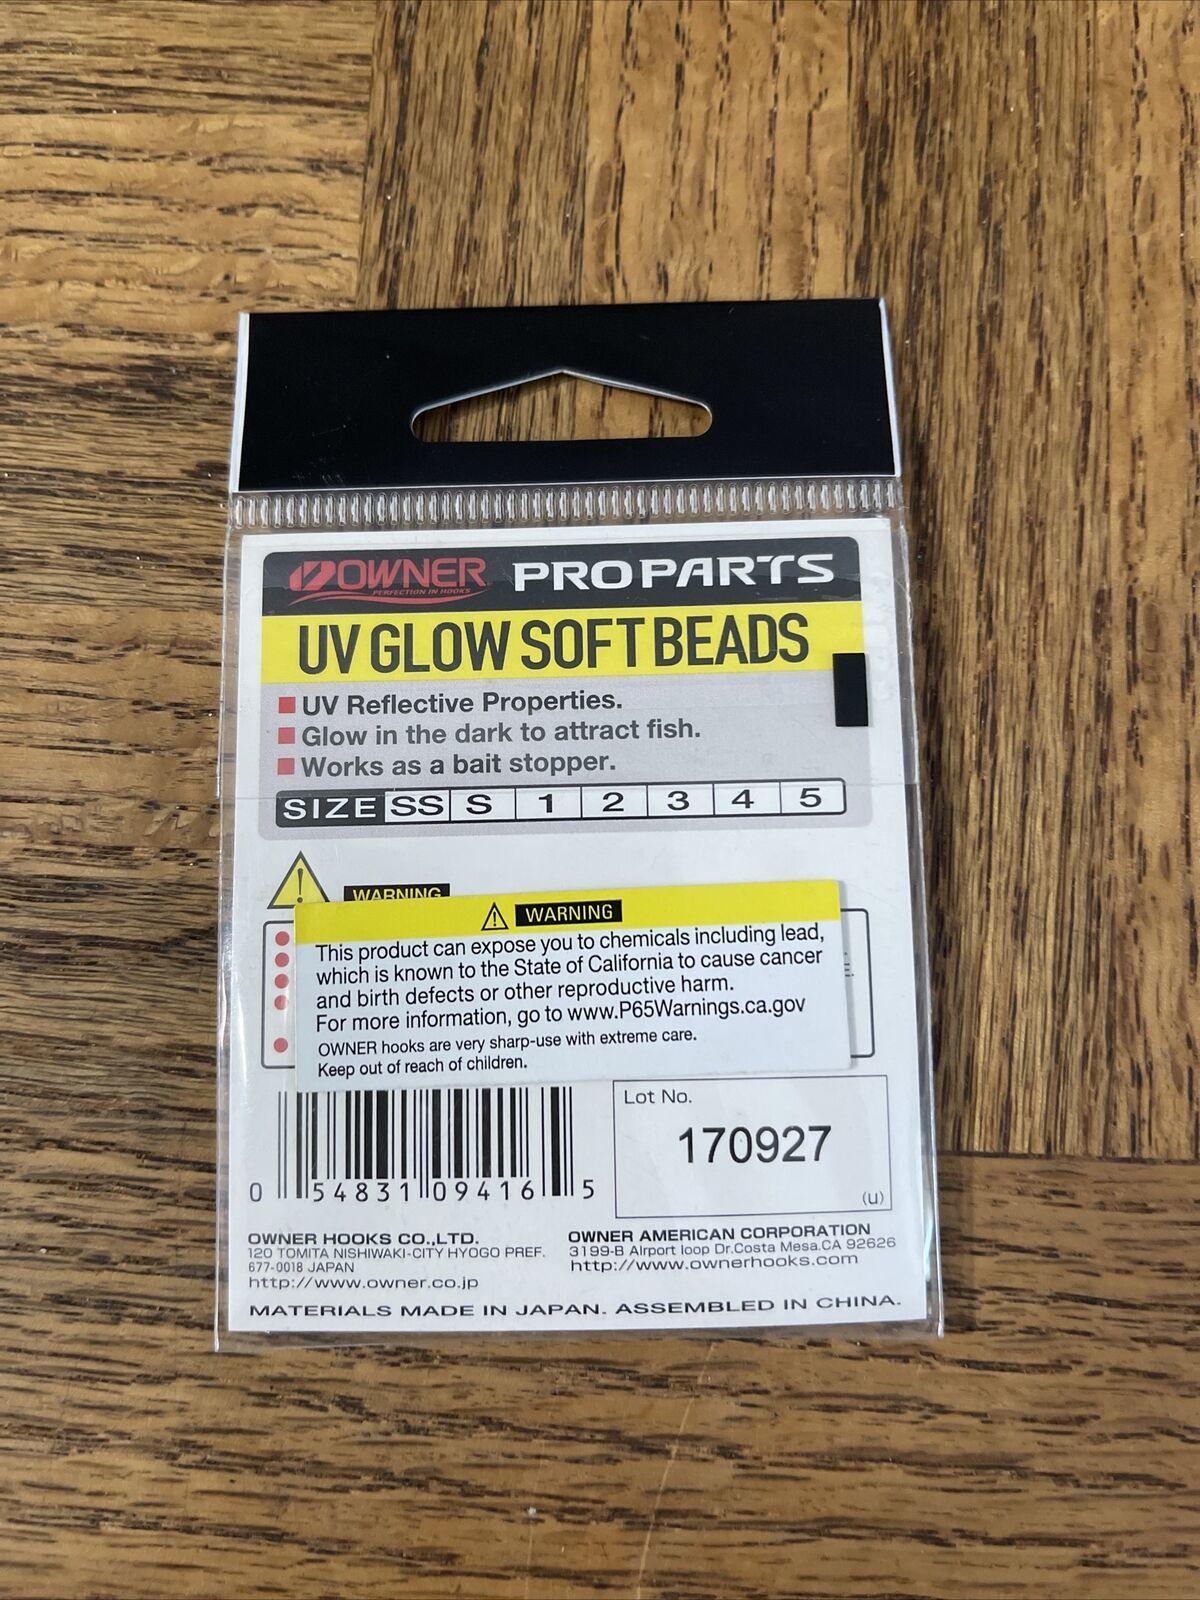 OWNER PROPARTS
PERFECTION IN HOOKS
UV GLOW SOFT BEADS
UV Reflective Properties.
Glow in the dark to attract fish.
Works as a bait stopper.
SIZE SS S 1 2 3 4 5
WARNING
WARNING
This product can expose you to chemicals including lead,
which is known to the State of California to cause cancer
and birth defects or other reproductive harm.
For more information, go to www.P65Warnings.ca.gov
OWNER hooks are very sharp-use with extreme care.
Keep out of reach of children.
0 54831 09416 5
Lot No.
170927
(u)
OWNER HOOKS CO.,LTD.
120 TOMITA NISHIWAKI-CITY HYOGO PREF.
677-0018 JAPAN
http://www.owner.co.jp
OWNER AMERICAN CORPORATION
3199-B Airport loop Dr.Costa Mesa.CA 92626
http://www.ownerhooks.com
MATERIALS MADE IN JAPAN. ASSEMBLED IN CHINA.